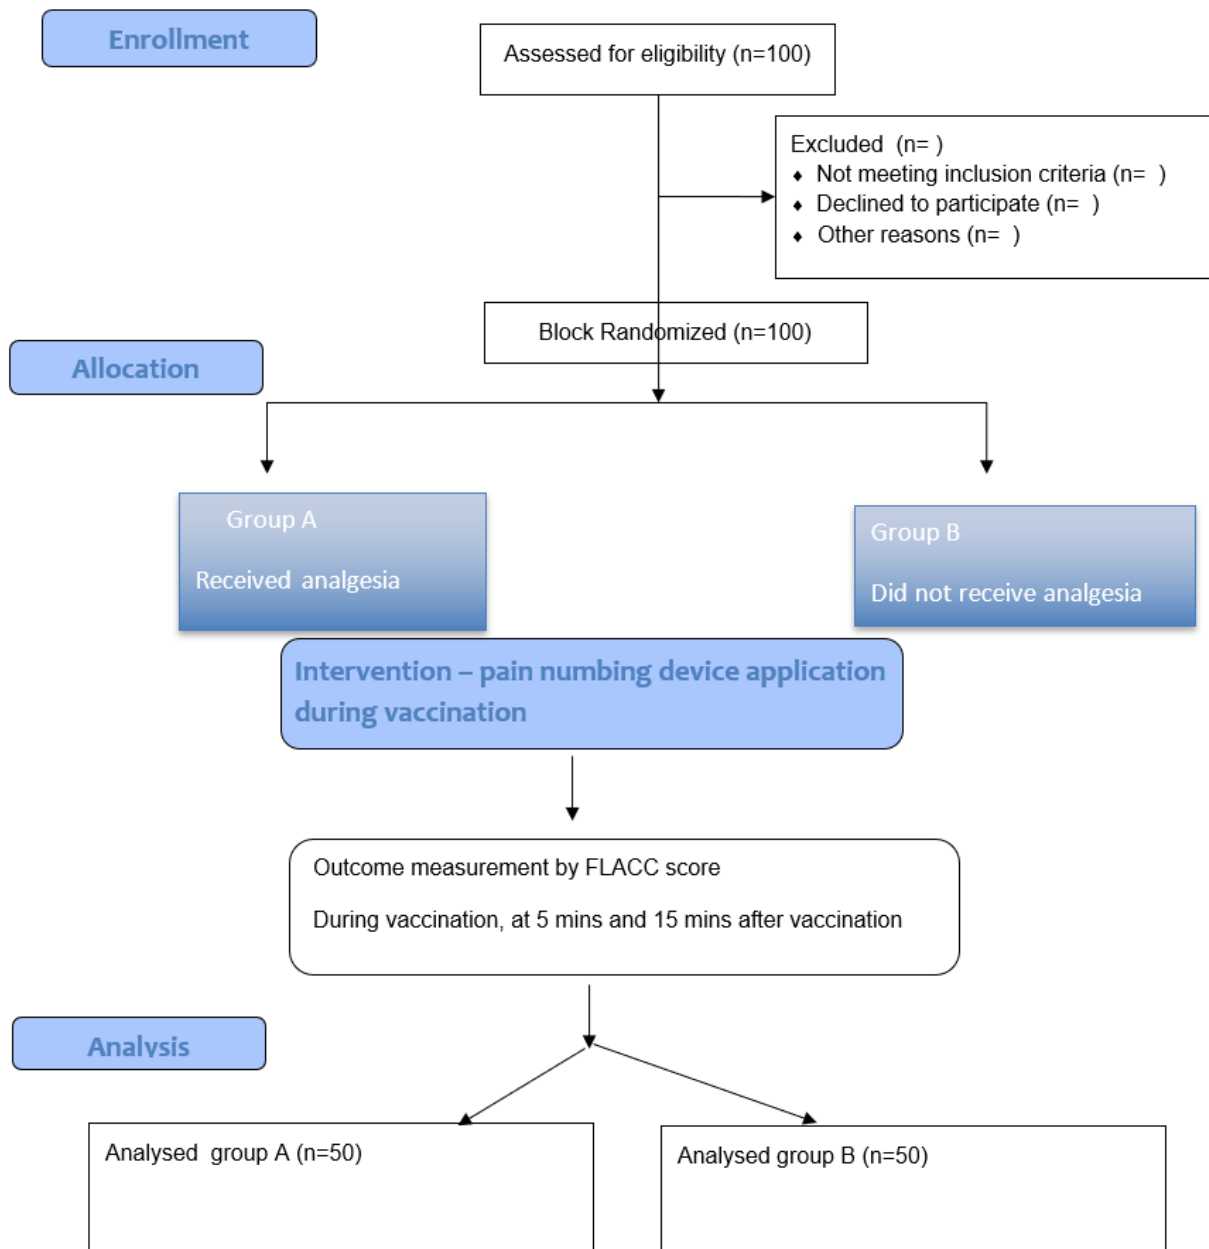 Enrollment
Assessed for eligibility (n=100)
Excluded (n= )
♦ Not meeting inclusion criteria (n= )
♦ Declined to participate (n= )
♦ Other reasons (n= )
Block Randomized (n=100)
Allocation
Group A
Received analgesia
Group B
Did not receive analgesia
Intervention – pain numbing device application
during vaccination
Outcome measurement by FLACC score
During vaccination, at 5 mins and 15 mins after vaccination
Analysis
Analysed group A (n=50)
Analysed group B (n=50)